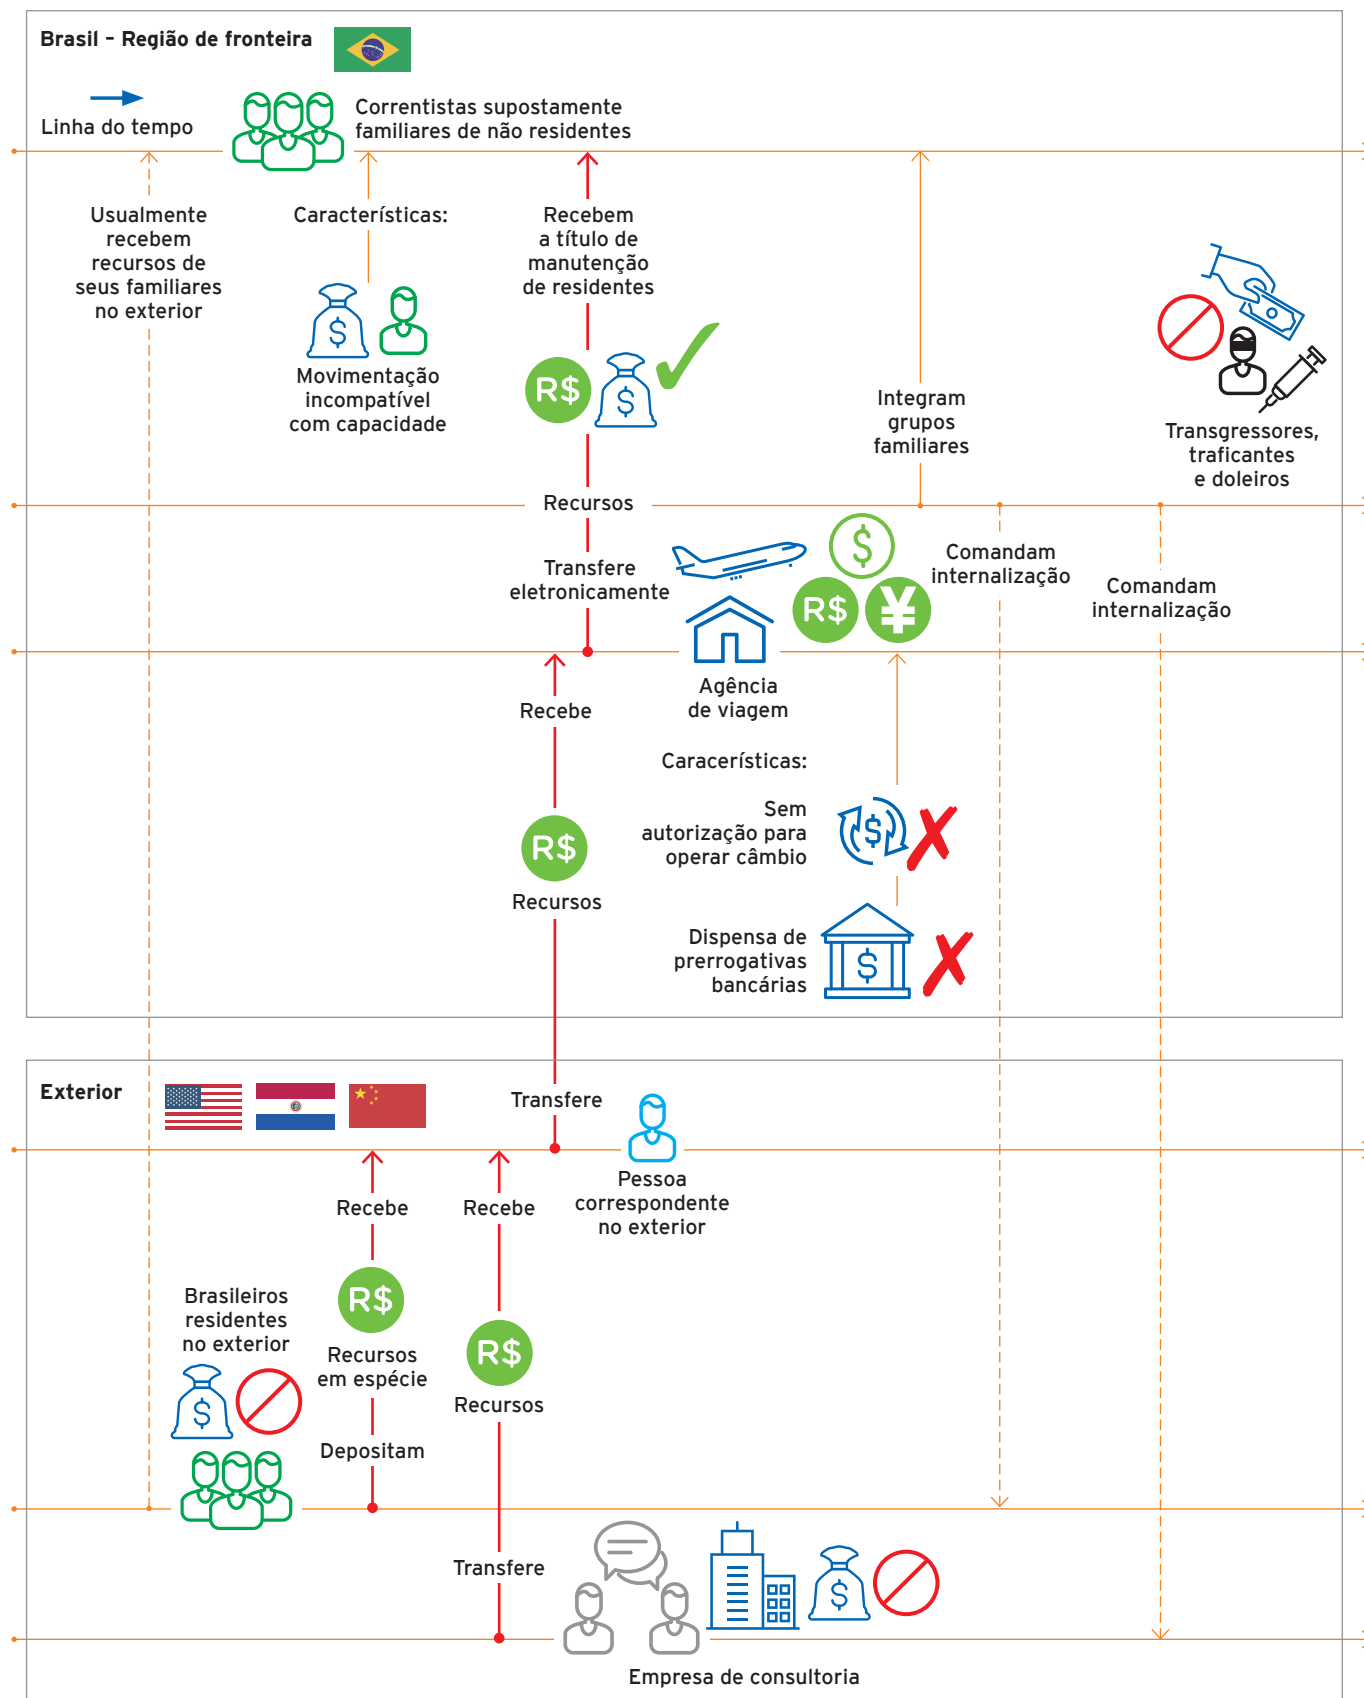 Brasil – Região de fronteira
Linha do tempo
Correntistas supostamente
familiares de não residentes
Usualmente
recebem
recursos de
seus familiares
no exterior
Características:
$
Movimentação
incompatível
com capacidade
Recebem
a título de
manutenção
de residentes
R$
$
Integram
grupos
familiares
Transgressores,
traficantes
e doleiros
Recursos
Transfere
eletronicamente
$
R$
¥
Comandam
internalização
Comandam
internalização
Agência
de viagem
Recebe
Caracerísticas:
Sem
autorização para
operar câmbio
$
R$
Recursos
Dispensa de
prerrogativas
bancárias
$
Exterior
Transfere
Pessoa
correspondente
no exterior
Recebe
Recebe
Brasileiros
residentes
no exterior
$
R$
Recursos
em espécie
Depositam
R$
Recursos
Transfere
$
Empresa de consultoria